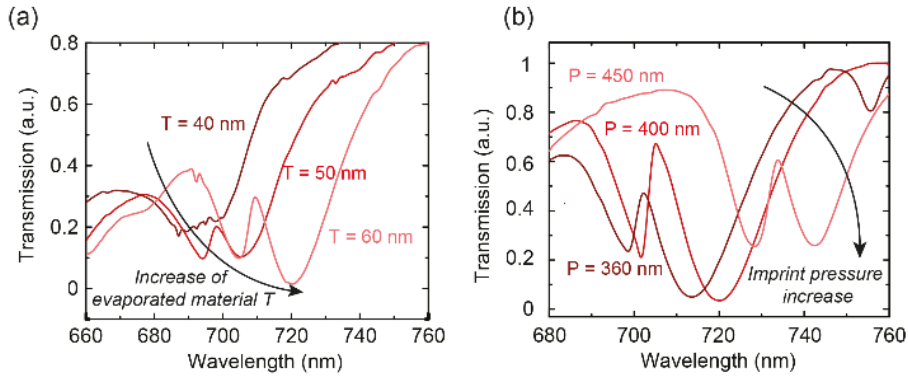 (a)
0.8
0.6
0.4
0.2
0
Transmission (a.u.)
T = 40 nm
T = 50 nm
T = 60 nm
Increase of
evaporated material T
660 680 700 720 740 760
Wavelength (nm)
(b)
1
0.8
0.6
0.4
0.2
0
Transmission (a.u.)
P = 450 nm
P = 400 nm
P = 360 nm
Imprint pressure
increase
680 700 720 740 760
Wavelength (nm)